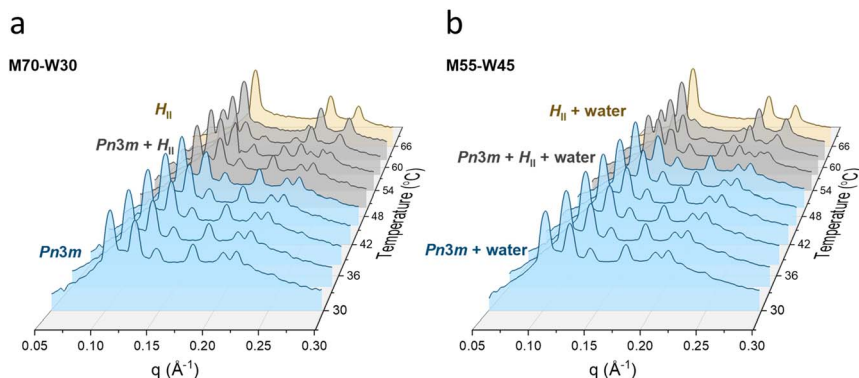 a
M70-W30
H_II
Pn3m + H_II
Pn3m
66
60
54
48
42
36
30
Temperature (°C)
0.05 0.10 0.15 0.20 0.25 0.30
q (Å⁻¹)
b
M55-W45
H_II + water
Pn3m + H_II + water
Pn3m + water
66
60
54
48
42
36
30
Temperature (°C)
0.05 0.10 0.15 0.20 0.25 0.30
q (Å⁻¹)